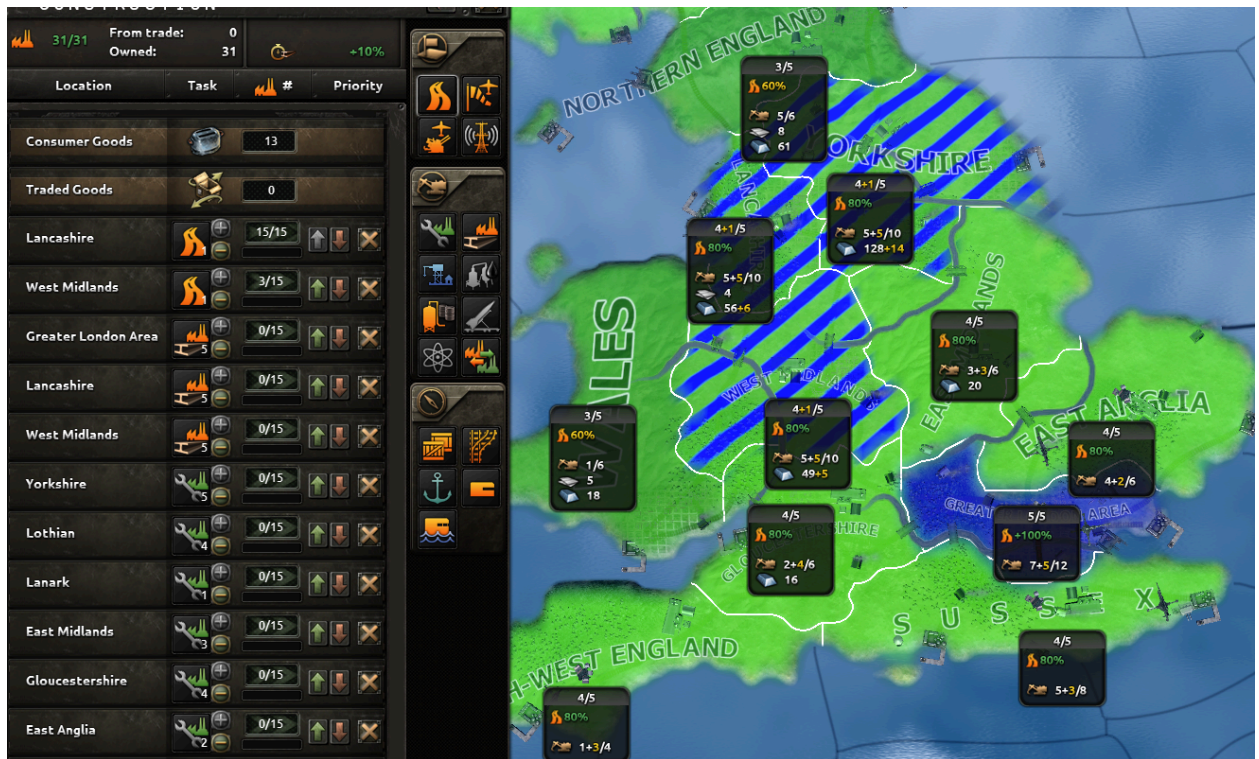 CONSTRUCTION
31/31
From trade: 0
Owned: 31
+10%
Location Task # Priority
Consumer Goods 13
Traded Goods 0
Lancashire 1 15/15
West Midlands 1 3/15
Greater London Area 5 0/15
Lancashire 5 0/15
West Midlands 5 0/15
Yorkshire 5 0/15
Lothian 4 0/15
Lanark 1 0/15
East Midlands 3 0/15
Gloucestershire 4 0/15
East Anglia 2 0/15
NORTHERN ENGLAND
3/5
60%
5/6
8
61
YORKSHIRE
4+1/5
80%
5+5/10
128+14
4+1/5
80%
5+5/10
4
56+6
WALES
4/5
80%
3+3/6
20
WEST MIDLANDS
4+1/5
80%
5+5/10
49+5
3/5
60%
1/6
5
18
EAST ANGLIA
4/5
80%
4+2/6
4/5
80%
2+4/6
16
GREATER LONDON AREA
5/5
+100%
7+5/12
SUSSEX
4/5
80%
5+3/8
H-WEST ENGLAND
4/5
80%
1+3/4